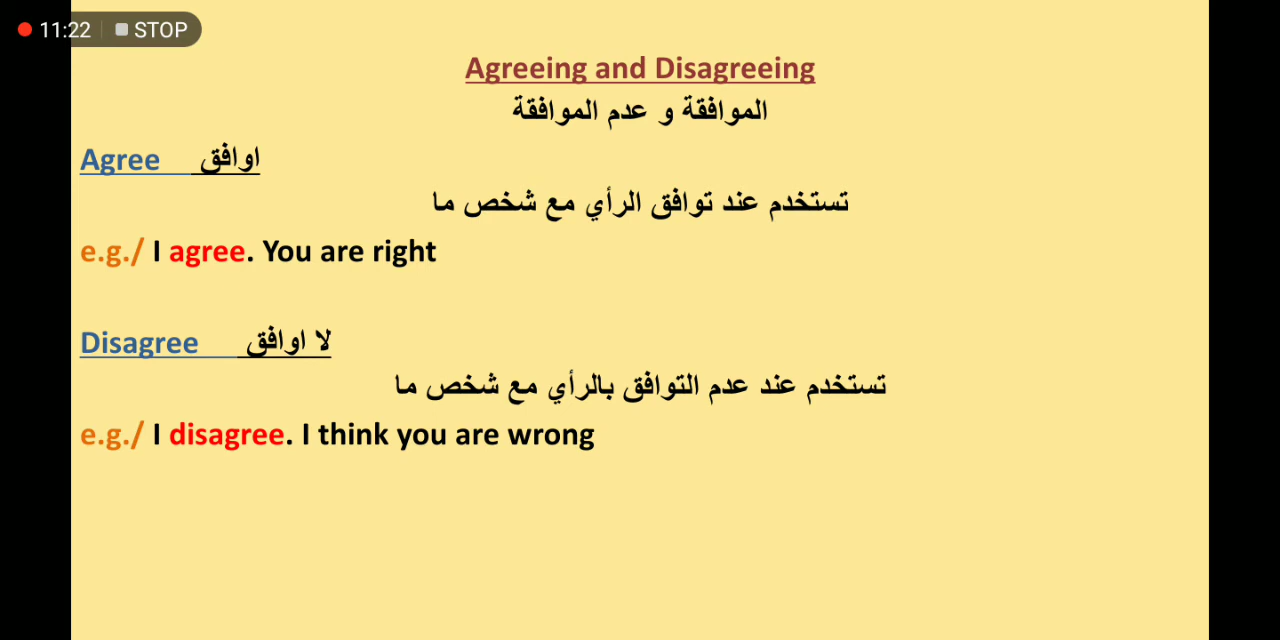 11:22 STOP
Agreeing and Disagreeing
الموافقة و عدم الموافقة
Agree اوافق
تستخدم عند توافق الرأي مع شخص ما
e.g./ I agree. You are right
Disagree لا اوافق
تستخدم عند عدم التوافق بالرأي مع شخص ما
e.g./ I disagree. I think you are wrong